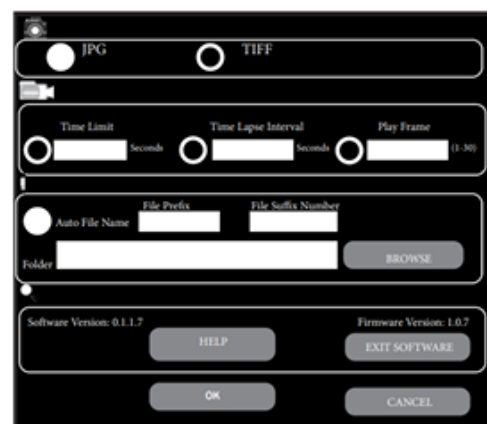 JPG TIFF
Time Limit Time Lapse Interval Play Frame
Seconds Seconds (1-30)
File Prefix File Suffix Number
Auto File Name
Folder BROWSE
Software Version: 0.1.1.7 Firmware Version: 1.0.7
HELP EXIT SOFTWARE
OK CANCEL